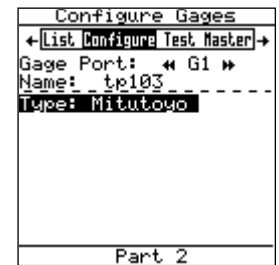 Configure Gages
←List Configure Test Master→
Gage Port: ◀◀ G1 ▶▶
Name: tp103
Type: Mitutoyo
Part 2